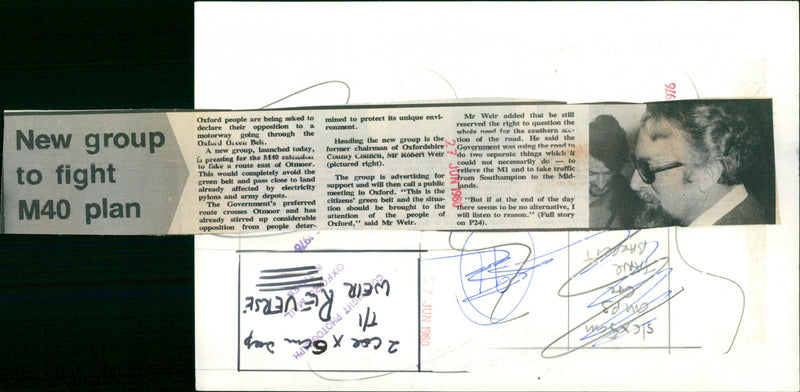 New group
to fight
M40 plan
Oxford people are being asked to
declare their opposition to a
motorway going through the
Oxford Green Belt.
A new group, launched today,
is pressing for the M40 extension
to take a route east of Otmoor.
This would completely avoid the
green belt and pass close to land
already affected by electricity
pylons and army depots.
The Government's preferred
route crosses Otmoor and has
already stirred up considerable
opposition from people deter-
mined to protect its unique envi-
ronment.
Heading the new group is the
former chairman of Oxfordshire
County Council, Mr Robert Weir
(pictured right).
The group is advertising for
support and will then call a public
meeting in Oxford. "This is the
citizens' green belt and the situa-
tion should be brought to the
attention of the people of
Oxford," said Mr Weir.
Mr Weir added that he still
reserved the right to question the
whole need for the southern sec-
tion of the road. He said the
Government was using the road to
do two separate things which it
could not necessarily do — to
relieve the M1 and to take traffic
from Southampton to the Mid-
lands.
"But if at the end of the day
there seems to be no alternative, I
will listen to reason." (Full story
on P24).
27 JUN 1980
1976
2 col x 6cm deep
T/I
WEIR REVERSE
COPYRIGHT PHOTOGRAPH
OXFORD MAIL
1976
JUN 1980